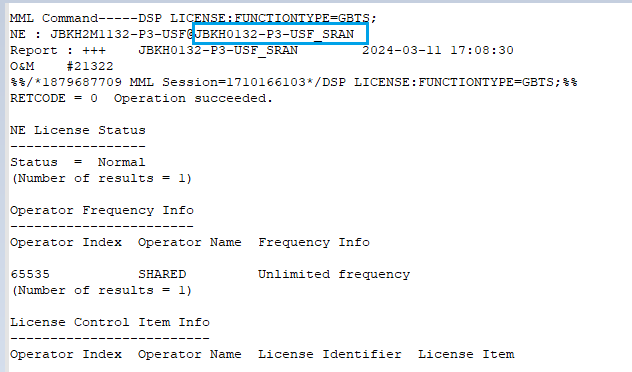 MML Command-----DSP LICENSE:FUNCTIONTYPE=GBTS;
NE : JBKH2M1132-P3-USF@JBKH0132-P3-USF_SRAN
Report : +++    JBKH0132-P3-USF_SRAN        2024-03-11 17:08:30
O&M    #21322
%%/*1879687709 MML Session=1710166103*/DSP LICENSE:FUNCTIONTYPE=GBTS;%%
RETCODE = 0  Operation succeeded.
NE License Status
-----------------
Status  =  Normal
(Number of results = 1)
Operator Frequency Info
-----------------------
Operator Index  Operator Name  Frequency Info
65535           SHARED         Unlimited frequency
(Number of results = 1)
License Control Item Info
-------------------------
Operator Index  Operator Name  License Identifier  License Item